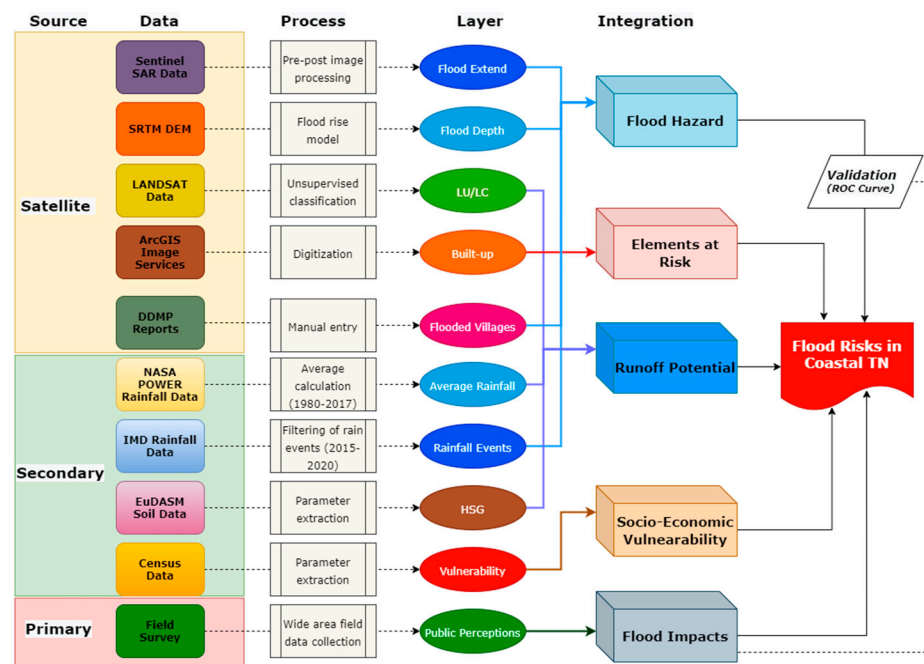 Source Data Process Layer Integration
Satellite
Secondary
Primary
Sentinel
SAR Data
SRTM DEM
LANDSAT
Data
ArcGIS
Image
Services
DDMP
Reports
NASA
POWER
Rainfall Data
IMD Rainfall
Data
EuDASM
Soil Data
Census
Data
Field
Survey
Pre-post image
processing
Flood rise
model
Unsupervised
classification
Digitization
Manual entry
Average
calculation
(1980-2017)
Filtering of rain
events (2015-
2020)
Parameter
extraction
Parameter
extraction
Wide area field
data collection
Flood Extend
Flood Depth
LU/LC
Built-up
Flooded Villages
Average Rainfall
Rainfall Events
HSG
Vulnerability
Public Perceptions
Flood Hazard
Elements at
Risk
Runoff Potential
Socio-Economic
Vulnearability
Flood Impacts
Validation
(ROC Curve)
Flood Risks in
Coastal TN